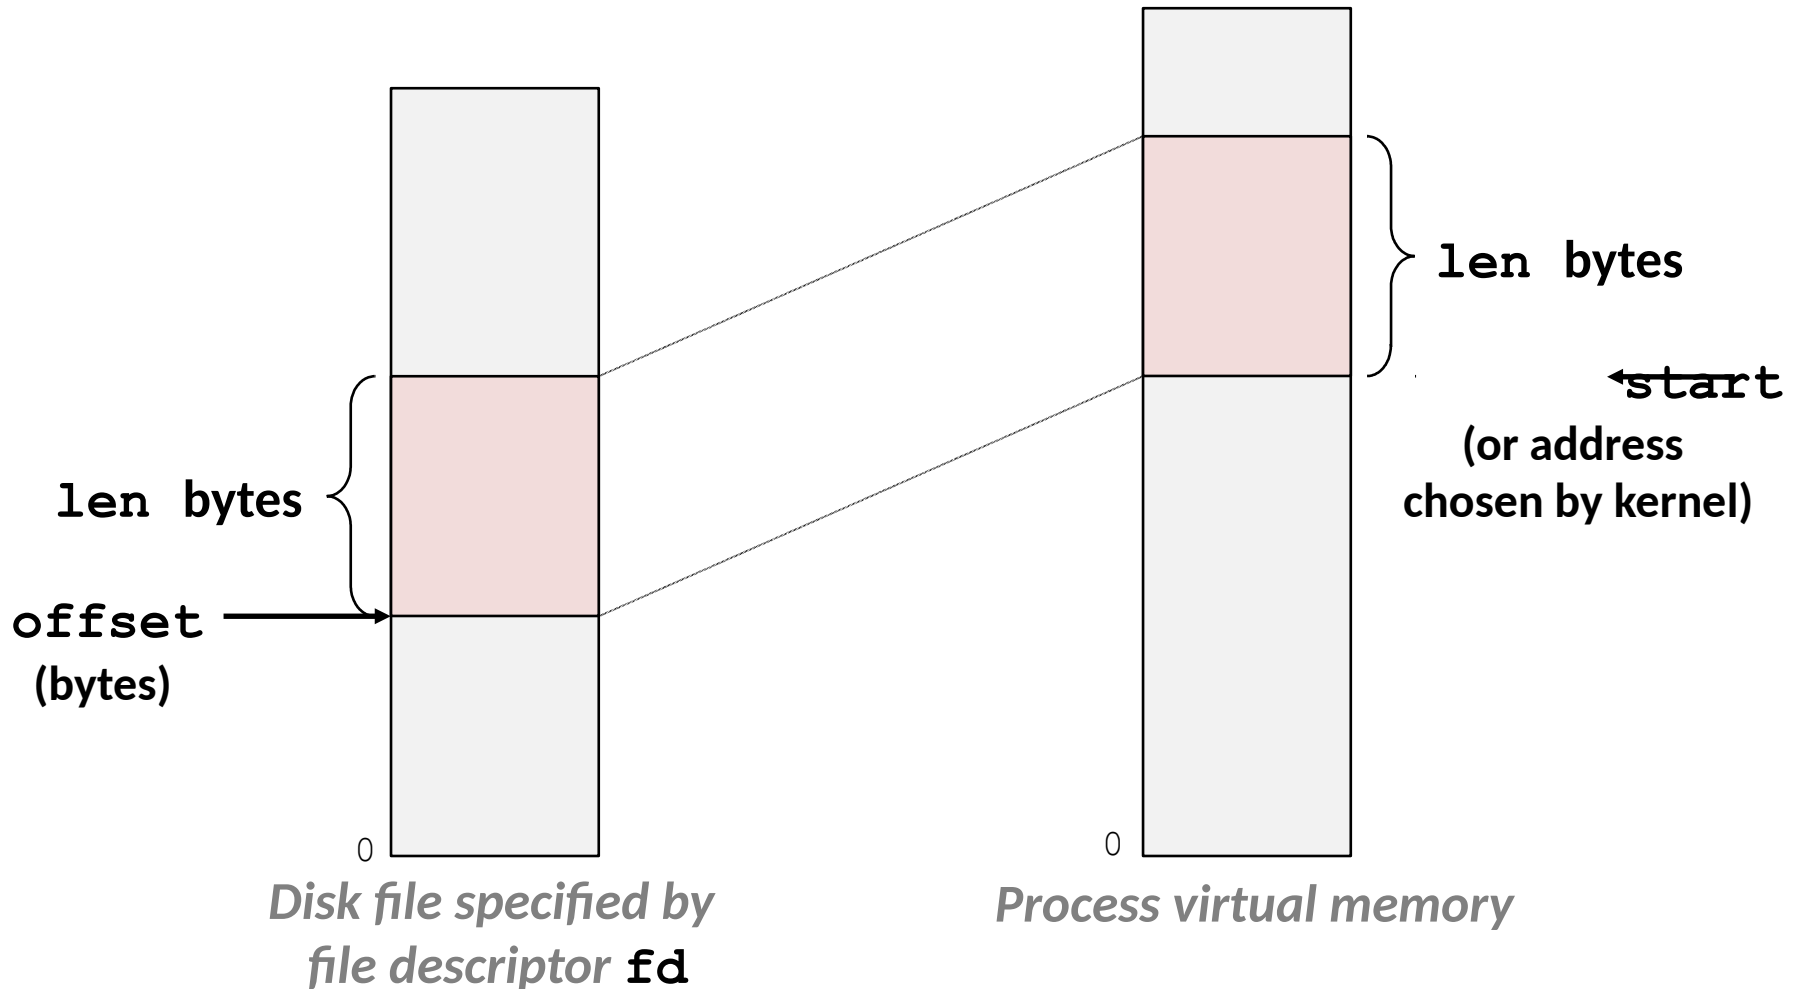 len bytes
start
(or address
chosen by kernel)
len bytes
offset
(bytes)
0
0
Disk file specified by
file descriptor fd
Process virtual memory